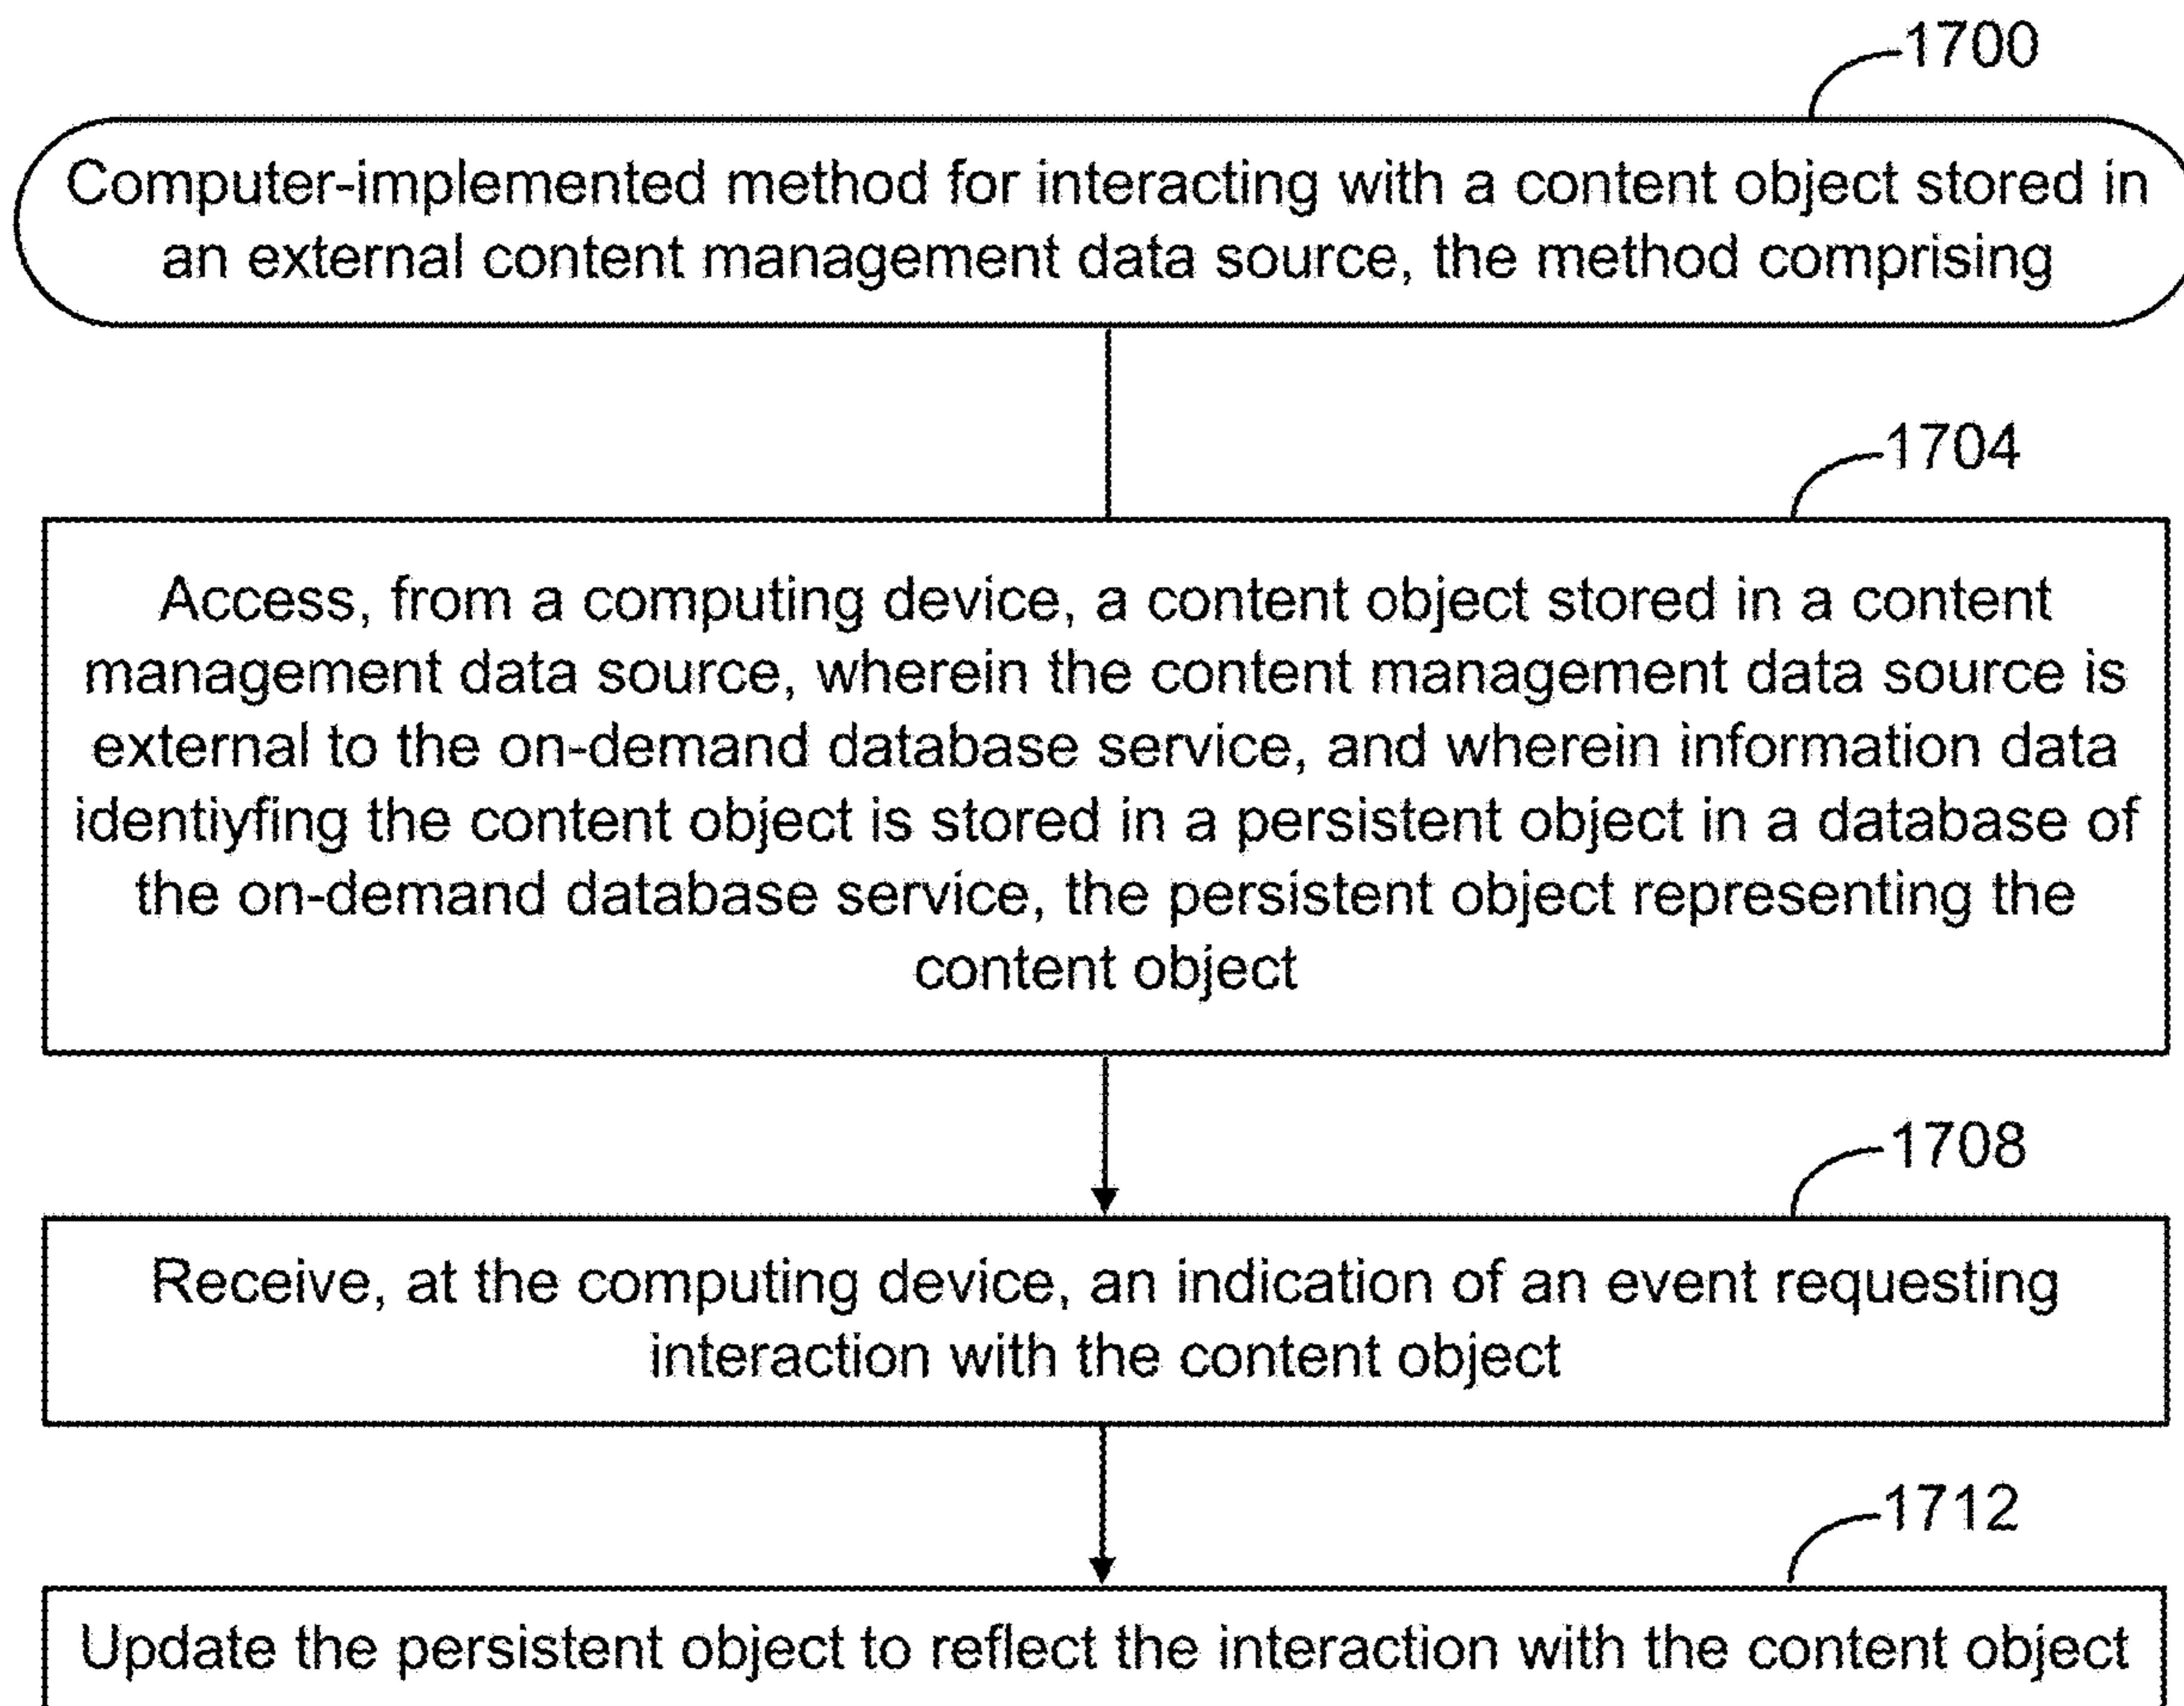 1700
Computer-implemented method for interacting with a content object stored in
an external content management data source, the method comprising
1704
Access, from a computing device, a content object stored in a content
management data source, wherein the content management data source is
external to the on-demand database service, and wherein information data
identiyfing the content object is stored in a persistent object in a database of
the on-demand database service, the persistent object representing the
content object
1708
Receive, at the computing device, an indication of an event requesting
interaction with the content object
1712
Update the persistent object to reflect the interaction with the content object